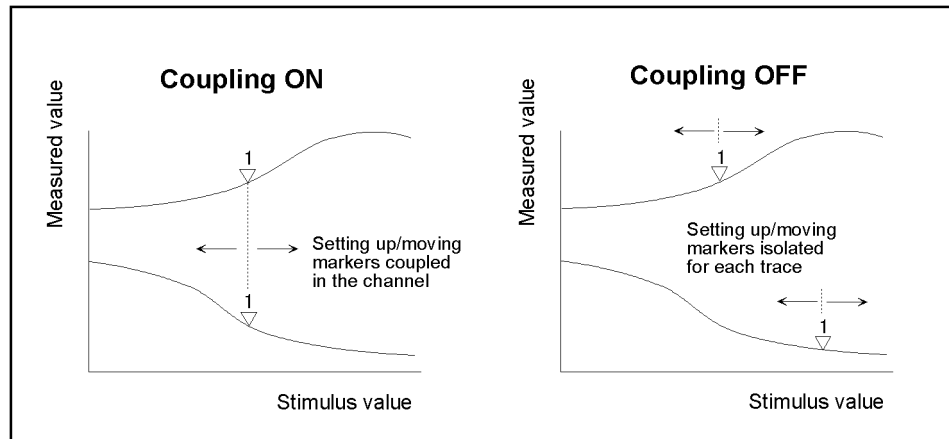 Coupling ON
Measured value
1
Setting up/moving
markers coupled
in the channel
1
Stimulus value
Coupling OFF
Measured value
1
Setting up/moving
markers isolated
for each trace
1
Stimulus value